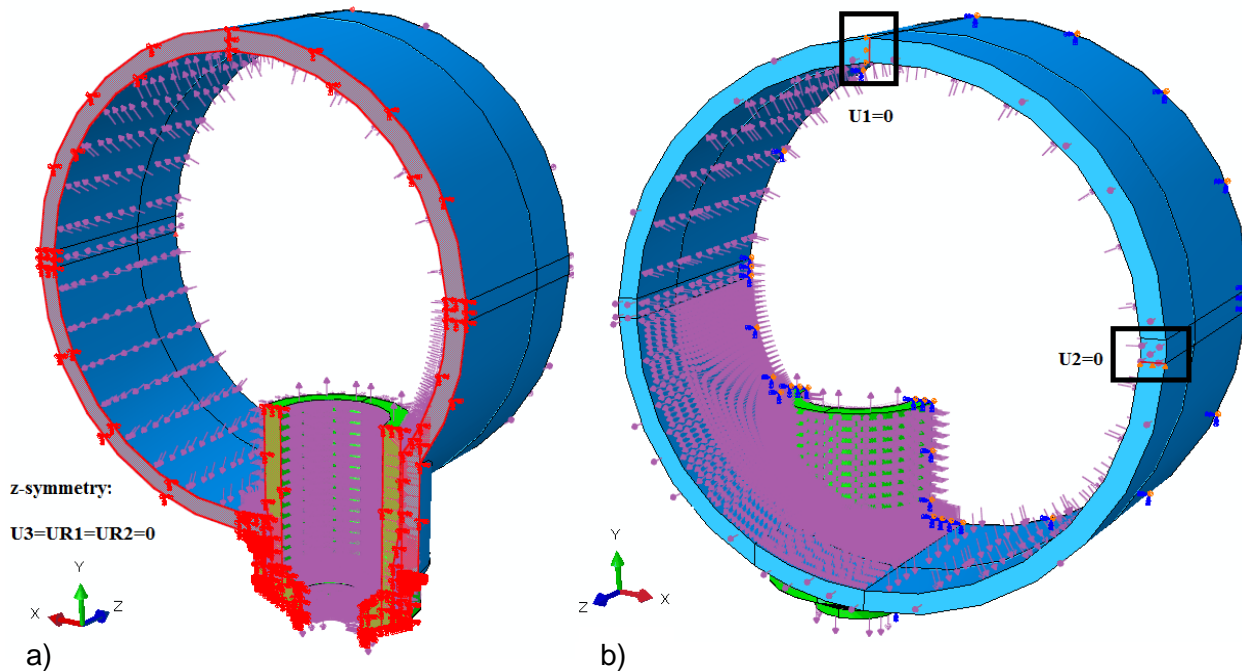 U1=0
U2=0
z-symmetry:
U3=UR1=UR2=0
Y
X
Z
Y
Z
X
a)
b)